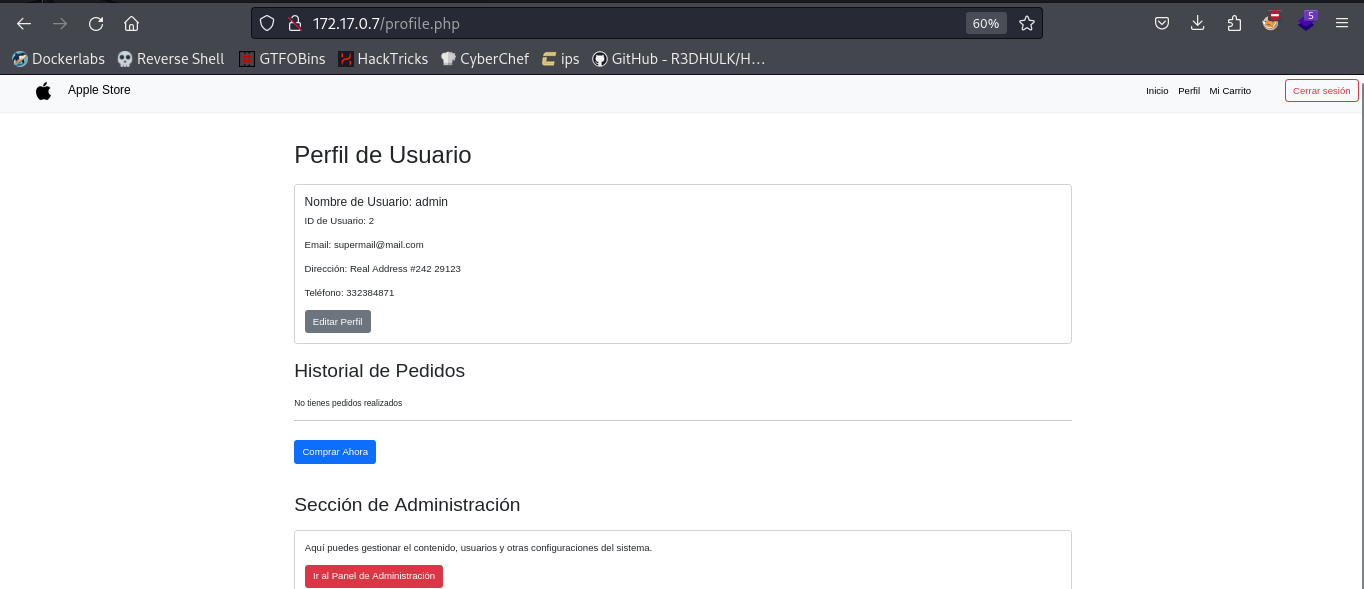 172.17.0.7/profile.php 60% 5
Dockerlabs Reverse Shell GTFOBins HackTricks CyberChef ips GitHub - R3DHULK/H…
Apple Store Inicio Perfil Mi Carrito Cerrar sesión
Perfil de Usuario
Nombre de Usuario: admin
ID de Usuario: 2
Email: supermail@mail.com
Dirección: Real Address #242 29123
Teléfono: 332384871
Editar Perfil
Historial de Pedidos
No tienes pedidos realizados
Comprar Ahora
Sección de Administración
Aquí puedes gestionar el contenido, usuarios y otras configuraciones del sistema.
Ir al Panel de Administración